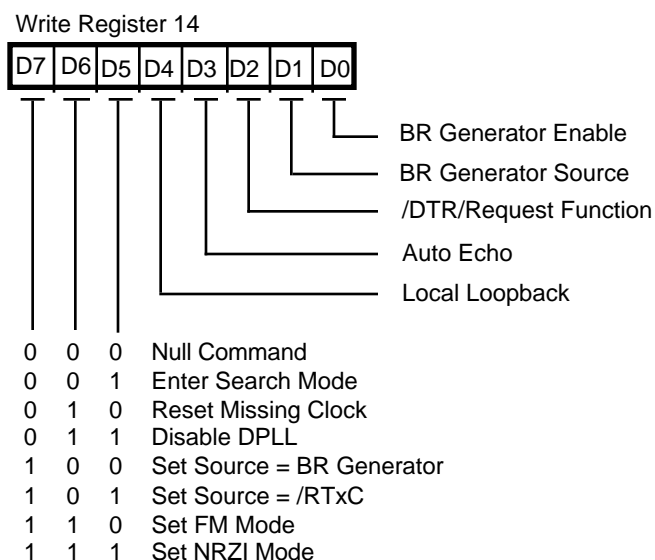 Write Register 14
D7 D6 D5 D4 D3 D2 D1 D0
BR Generator Enable
BR Generator Source
/DTR/Request Function
Auto Echo
Local Loopback
0 0 0 Null Command
0 0 1 Enter Search Mode
0 1 0 Reset Missing Clock
0 1 1 Disable DPLL
1 0 0 Set Source = BR Generator
1 0 1 Set Source = /RTxC
1 1 0 Set FM Mode
1 1 1 Set NRZI Mode